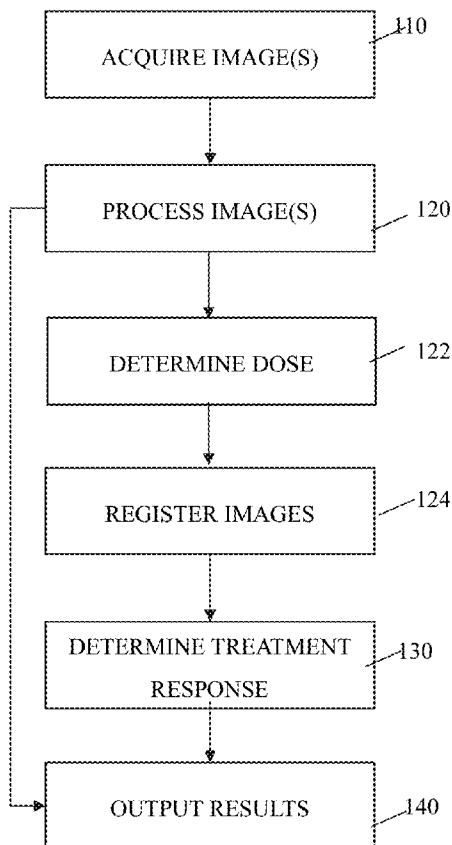 110
ACQUIRE IMAGE(S)
PROCESS IMAGE(S)
120
DETERMINE DOSE
122
REGISTER IMAGES
124
DETERMINE TREATMENT
RESPONSE
130
OUTPUT RESULTS
140